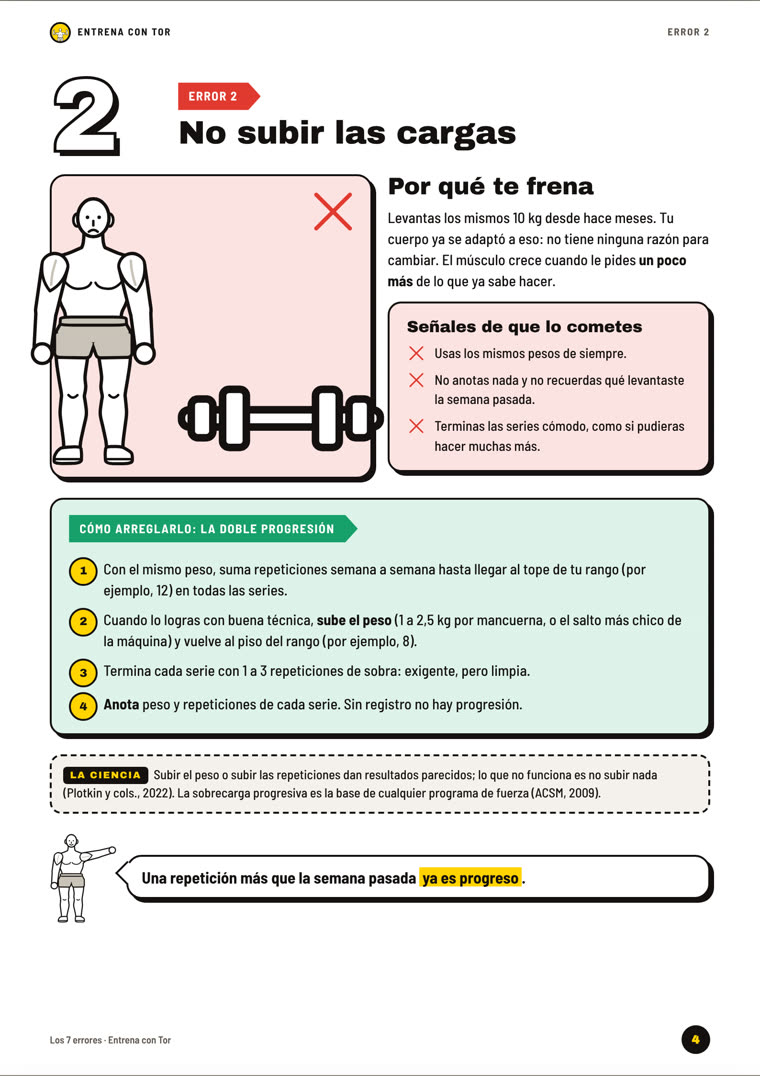 ENTRENA CON TOR
ERROR 2
2
ERROR 2
No subir las cargas
Por qué te frena
Levantas los mismos 10 kg desde hace meses. Tu
cuerpo ya se adaptó a eso: no tiene ninguna razón para
cambiar. El músculo crece cuando le pides un poco
más de lo que ya sabe hacer.
Señales de que lo cometes
Usas los mismos pesos de siempre.
No anotas nada y no recuerdas qué levantaste
la semana pasada.
Terminas las series cómodo, como si pudieras
hacer muchas más.
CÓMO ARREGLARLO: LA DOBLE PROGRESIÓN
1 Con el mismo peso, suma repeticiones semana a semana hasta llegar al tope de tu rango (por
ejemplo, 12) en todas las series.
2 Cuando lo logras con buena técnica, sube el peso (1 a 2,5 kg por mancuerna, o el salto más chico de
la máquina) y vuelve al piso del rango (por ejemplo, 8).
3 Termina cada serie con 1 a 3 repeticiones de sobra: exigente, pero limpia.
4 Anota peso y repeticiones de cada serie. Sin registro no hay progresión.
LA CIENCIA Subir el peso o subir las repeticiones dan resultados parecidos; lo que no funciona es no subir nada
(Plotkin y cols., 2022). La sobrecarga progresiva es la base de cualquier programa de fuerza (ACSM, 2009).
Una repetición más que la semana pasada ya es progreso.
Los 7 errores · Entrena con Tor
4